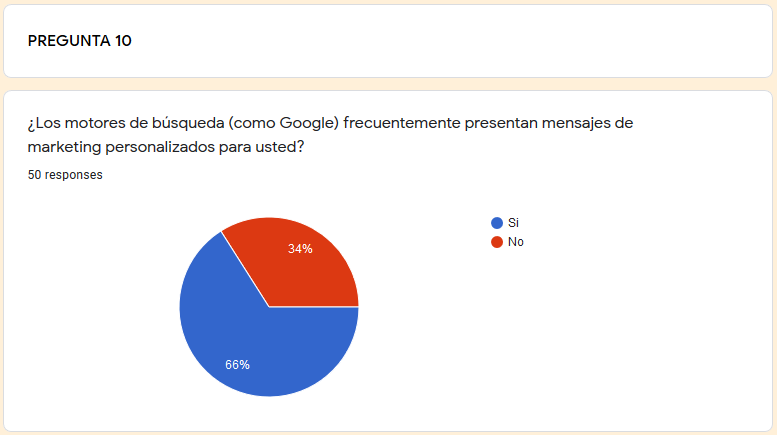 PREGUNTA 10
¿Los motores de búsqueda (como Google) frecuentemente presentan mensajes de
marketing personalizados para usted?
50 responses
Si
No
34%
66%